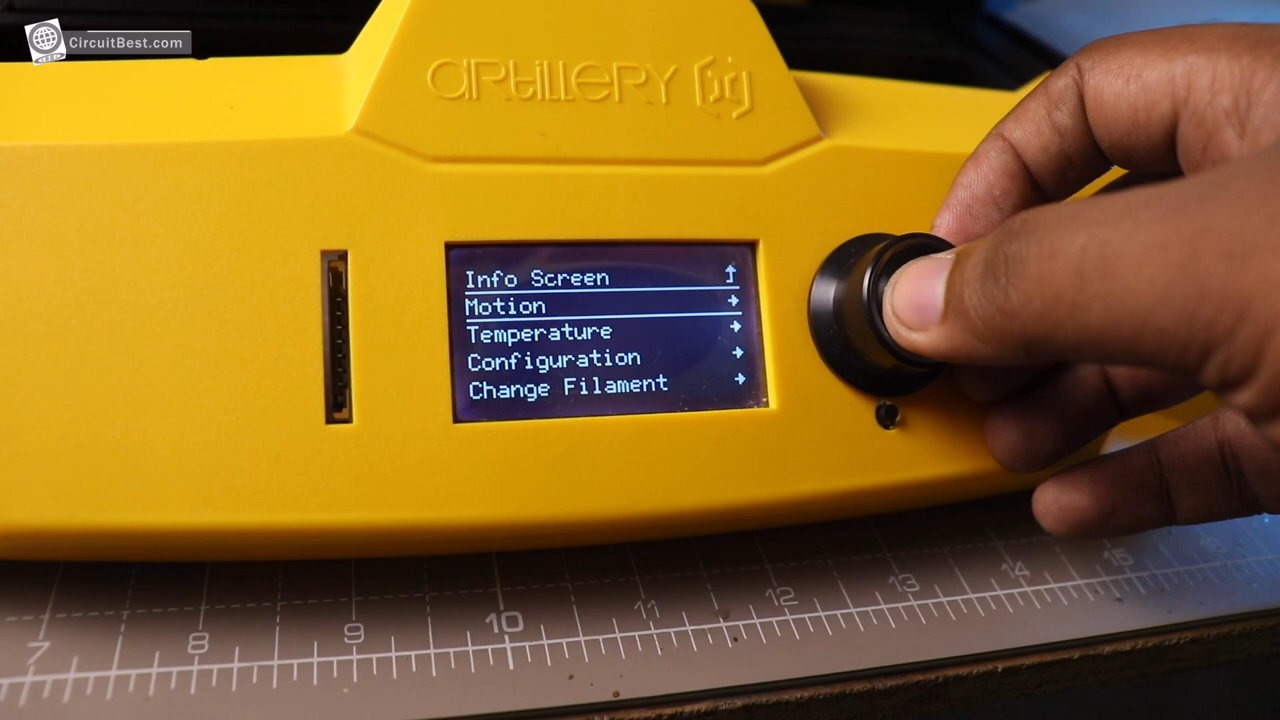 CircuitBest.com
ARTILLERY
Info Screen
Motion
Temperature
Configuration
Change Filament
7 8 9 10 11 12 13 14 15 16